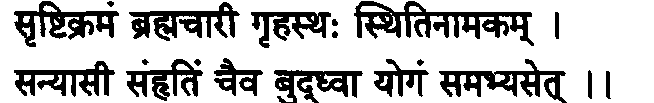 सृष्टिक्रमं ब्रह्मचारी गृहस्थः स्थितिनामकम् ।
सन्यासी संहृतिं चैव बुद्ध्वा योगं समभ्यसेत् ।।